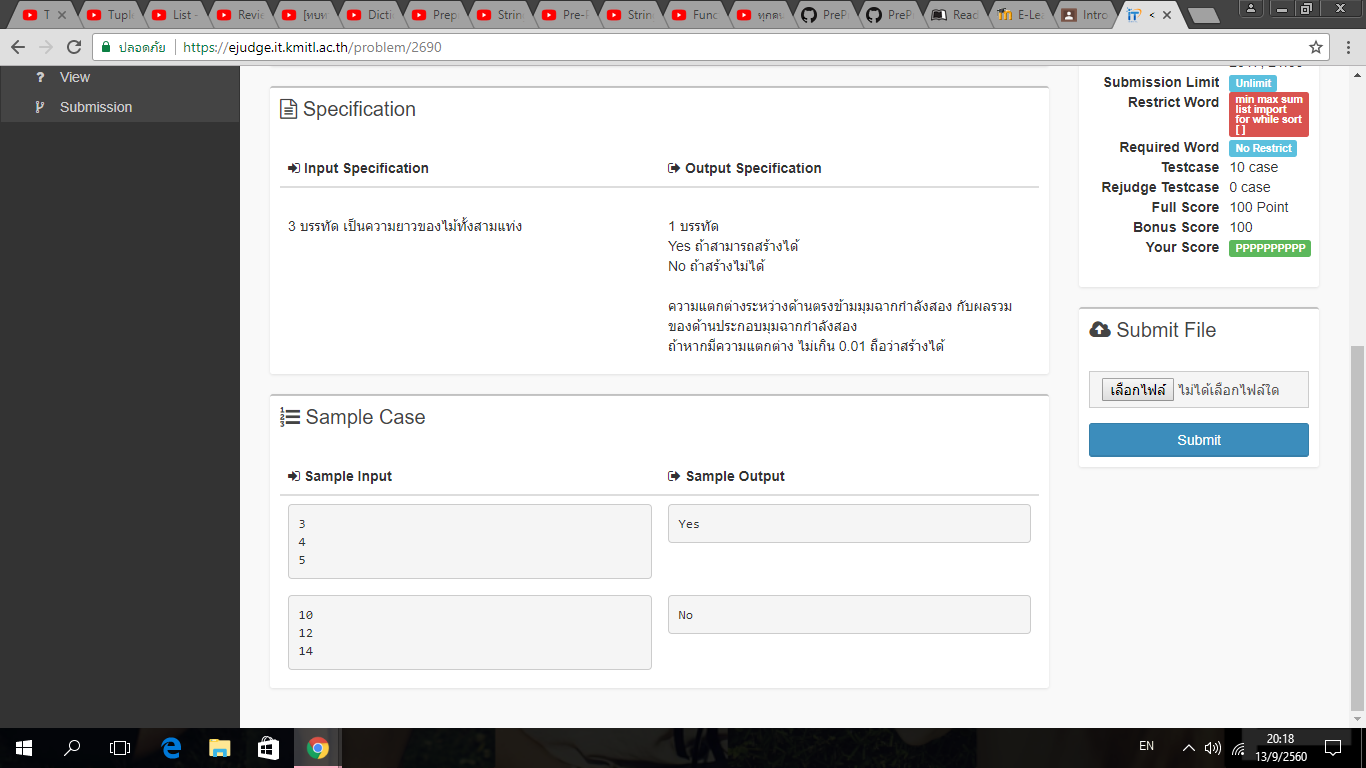 T
Tuple
List -
Revie
[ทบท
Dictio
Prep
String
Pre-P
String
Func
ทุกคน
PreP
PreP
Read
E-Lea
Intro
<
ปลอดภัย
https://ejudge.it.kmitl.ac.th/problem/2690
View
Submission
Specification
Input Specification
Output Specification
3 บรรทัด เป็นความยาวของไม้ทั้งสามแท่ง
1 บรรทัด
Yes ถ้าสามารถสร้างได้
No ถ้าสร้างไม่ได้
ความแตกต่างระหว่างด้านตรงข้ามมุมฉากกำลังสอง กับผลรวม
ของด้านประกอบมุมฉากกำลังสอง
ถ้าหากมีความแตกต่าง ไม่เกิน 0.01 ถือว่าสร้างได้
Sample Case
Sample Input
Sample Output
3
4
5
Yes
10
12
14
No
Submission Limit Unlimit
Restrict Word min max sum
list import
for while sort
[ ]
Required Word No Restrict
Testcase 10 case
Rejudge Testcase 0 case
Full Score 100 Point
Bonus Score 100
Your Score PPPPPPPPPP
Submit File
เลือกไฟล์ ไม่ได้เลือกไฟล์ใด
Submit
EN
20:18
13/9/2560